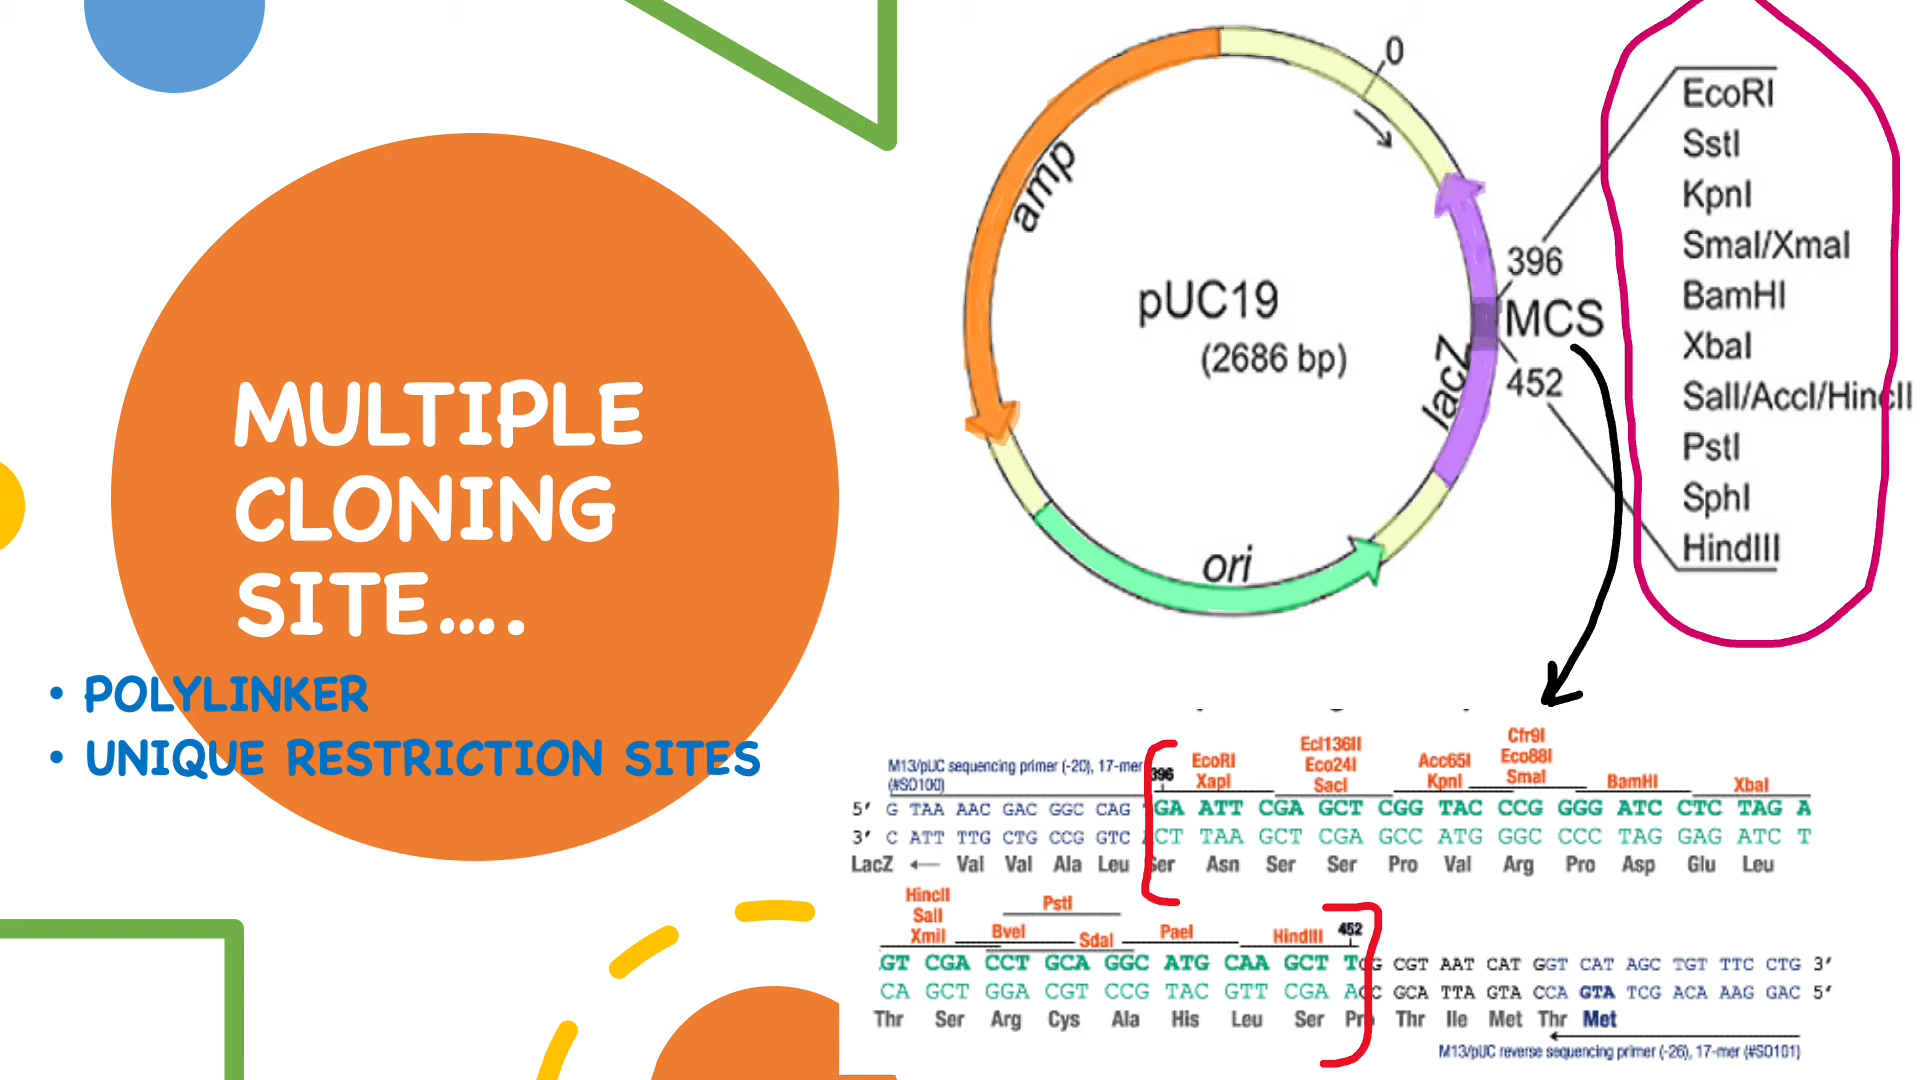 MULTIPLE
CLONING
SITE....
• POLYLINKER
• UNIQUE RESTRICTION SITES
0
amp
pUC19
(2686 bp)
lacZ
ori
396
MCS
452
EcoRI
SstI
KpnI
SmaI/XmaI
BamHI
XbaI
SalI/AccI/HincII
PstI
SphI
HindIII
M13/pUC sequencing primer (-20), 17-mer
(#SO100)
396
EcoRI
XapI
Ecl136II
Eco24I
SacI
Acc65I
KpnI
Cfr9I
Eco88I
SmaI
BamHI
XbaI
5' G TAA AAC GAC GGC CAG GA ATT CGA GCT CGG TAC CCG GGG ATC CTC TAG A
3' C ATT TTG CTG CCG GTC CT TAA GCT CGA GCC ATG GGC CCC TAG GAG ATC T
LacZ ← Val Val Ala Leu Ser Asn Ser Ser Pro Val Arg Pro Asp Glu Leu
HincII
SalI
XmiI
BveI
PstI
SdaI
PaeI
HindIII
452
GT CGA CCT GCA GGC ATG CAA GCT T G CGT AAT CAT GGT CAT AGC TGT TTC CTG 3'
CA GCT GGA CGT CCG TAC GTT CGA A C GCA TTA GTA CCA GTA TCG ACA AAG GAC 5'
Thr Ser Arg Cys Ala His Leu Ser Pro Thr Ile Met Thr Met
M13/pUC reverse sequencing primer (-26), 17-mer (#SO101)